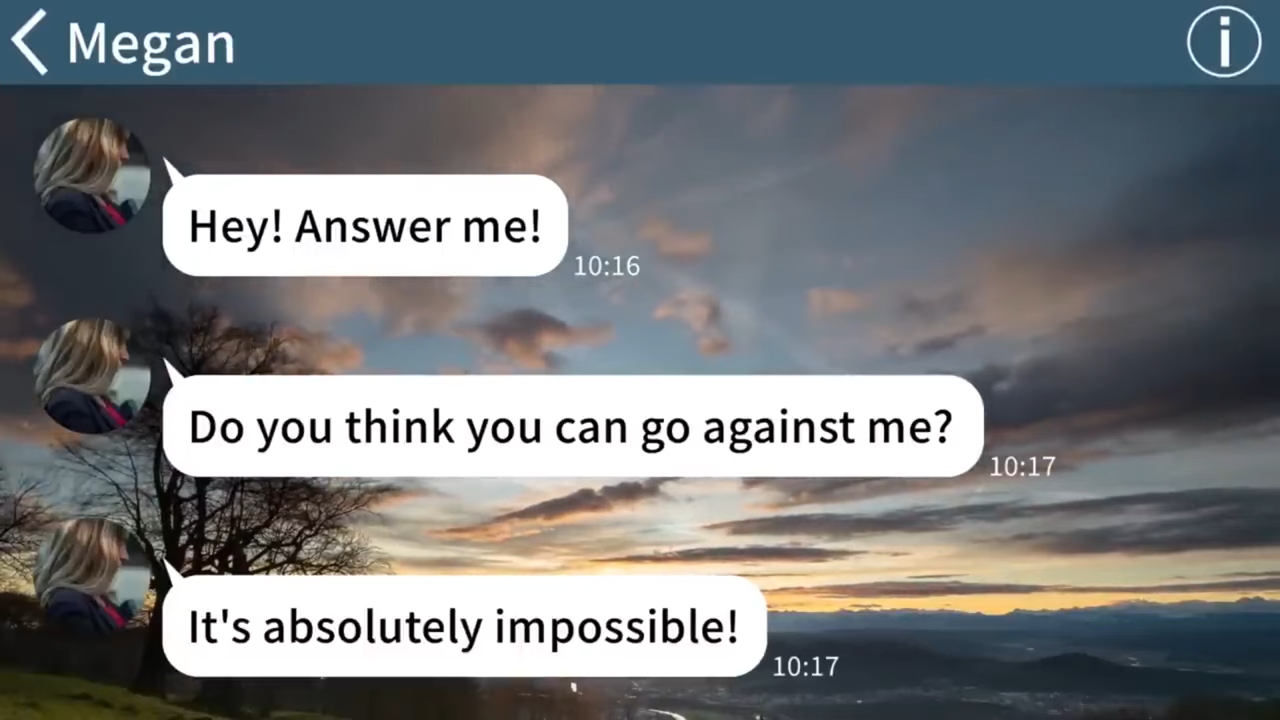 Megan
Hey! Answer me!
10:16
Do you think you can go against me?
10:17
It's absolutely impossible!
10:17